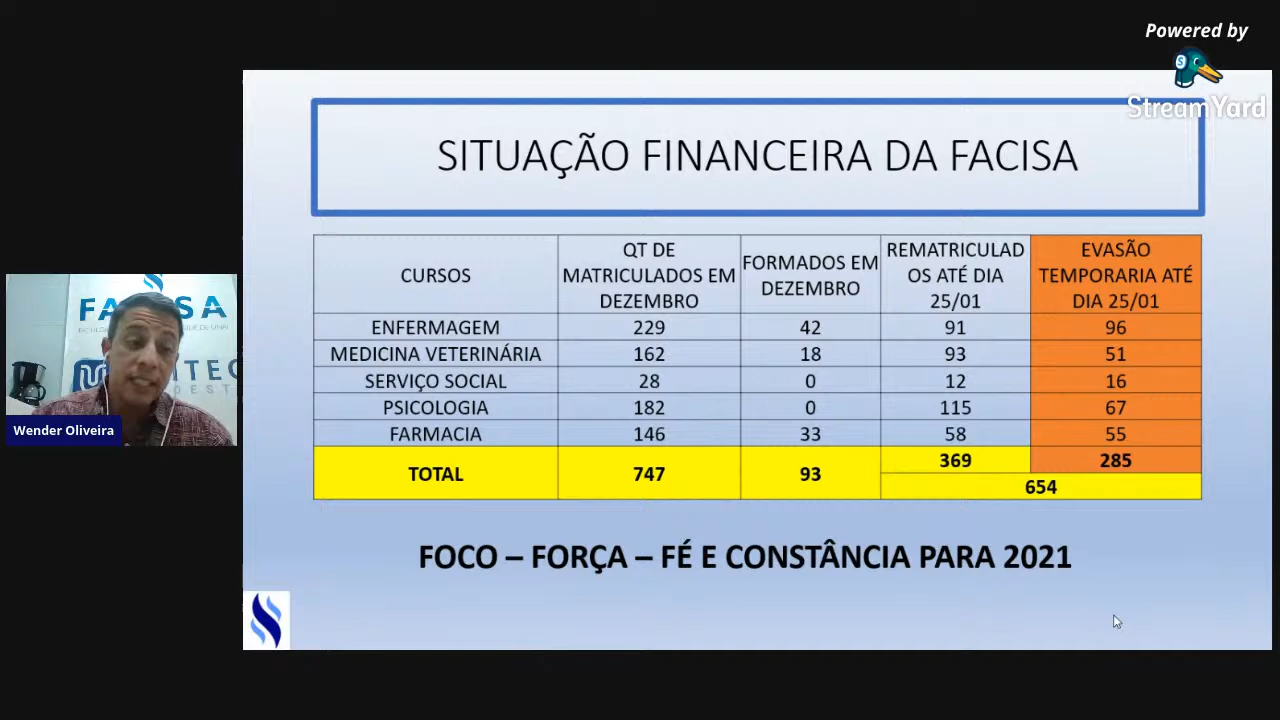 Powered by
StreamYard
SITUAÇÃO FINANCEIRA DA FACISA
CURSOS
QT DE
MATRICULADOS EM
DEZEMBRO
FORMADOS EM
DEZEMBRO
REMATRICULAD
OS ATÉ DIA
25/01
EVASÃO
TEMPORARIA ATÉ
DIA 25/01
ENFERMAGEM 229 42 91 96
MEDICINA VETERINÁRIA 162 18 93 51
SERVIÇO SOCIAL 28 0 12 16
PSICOLOGIA 182 0 115 67
FARMACIA 146 33 58 55
TOTAL 747 93 369 285
654
FOCO – FORÇA – FÉ E CONSTÂNCIA PARA 2021
Wender Oliveira